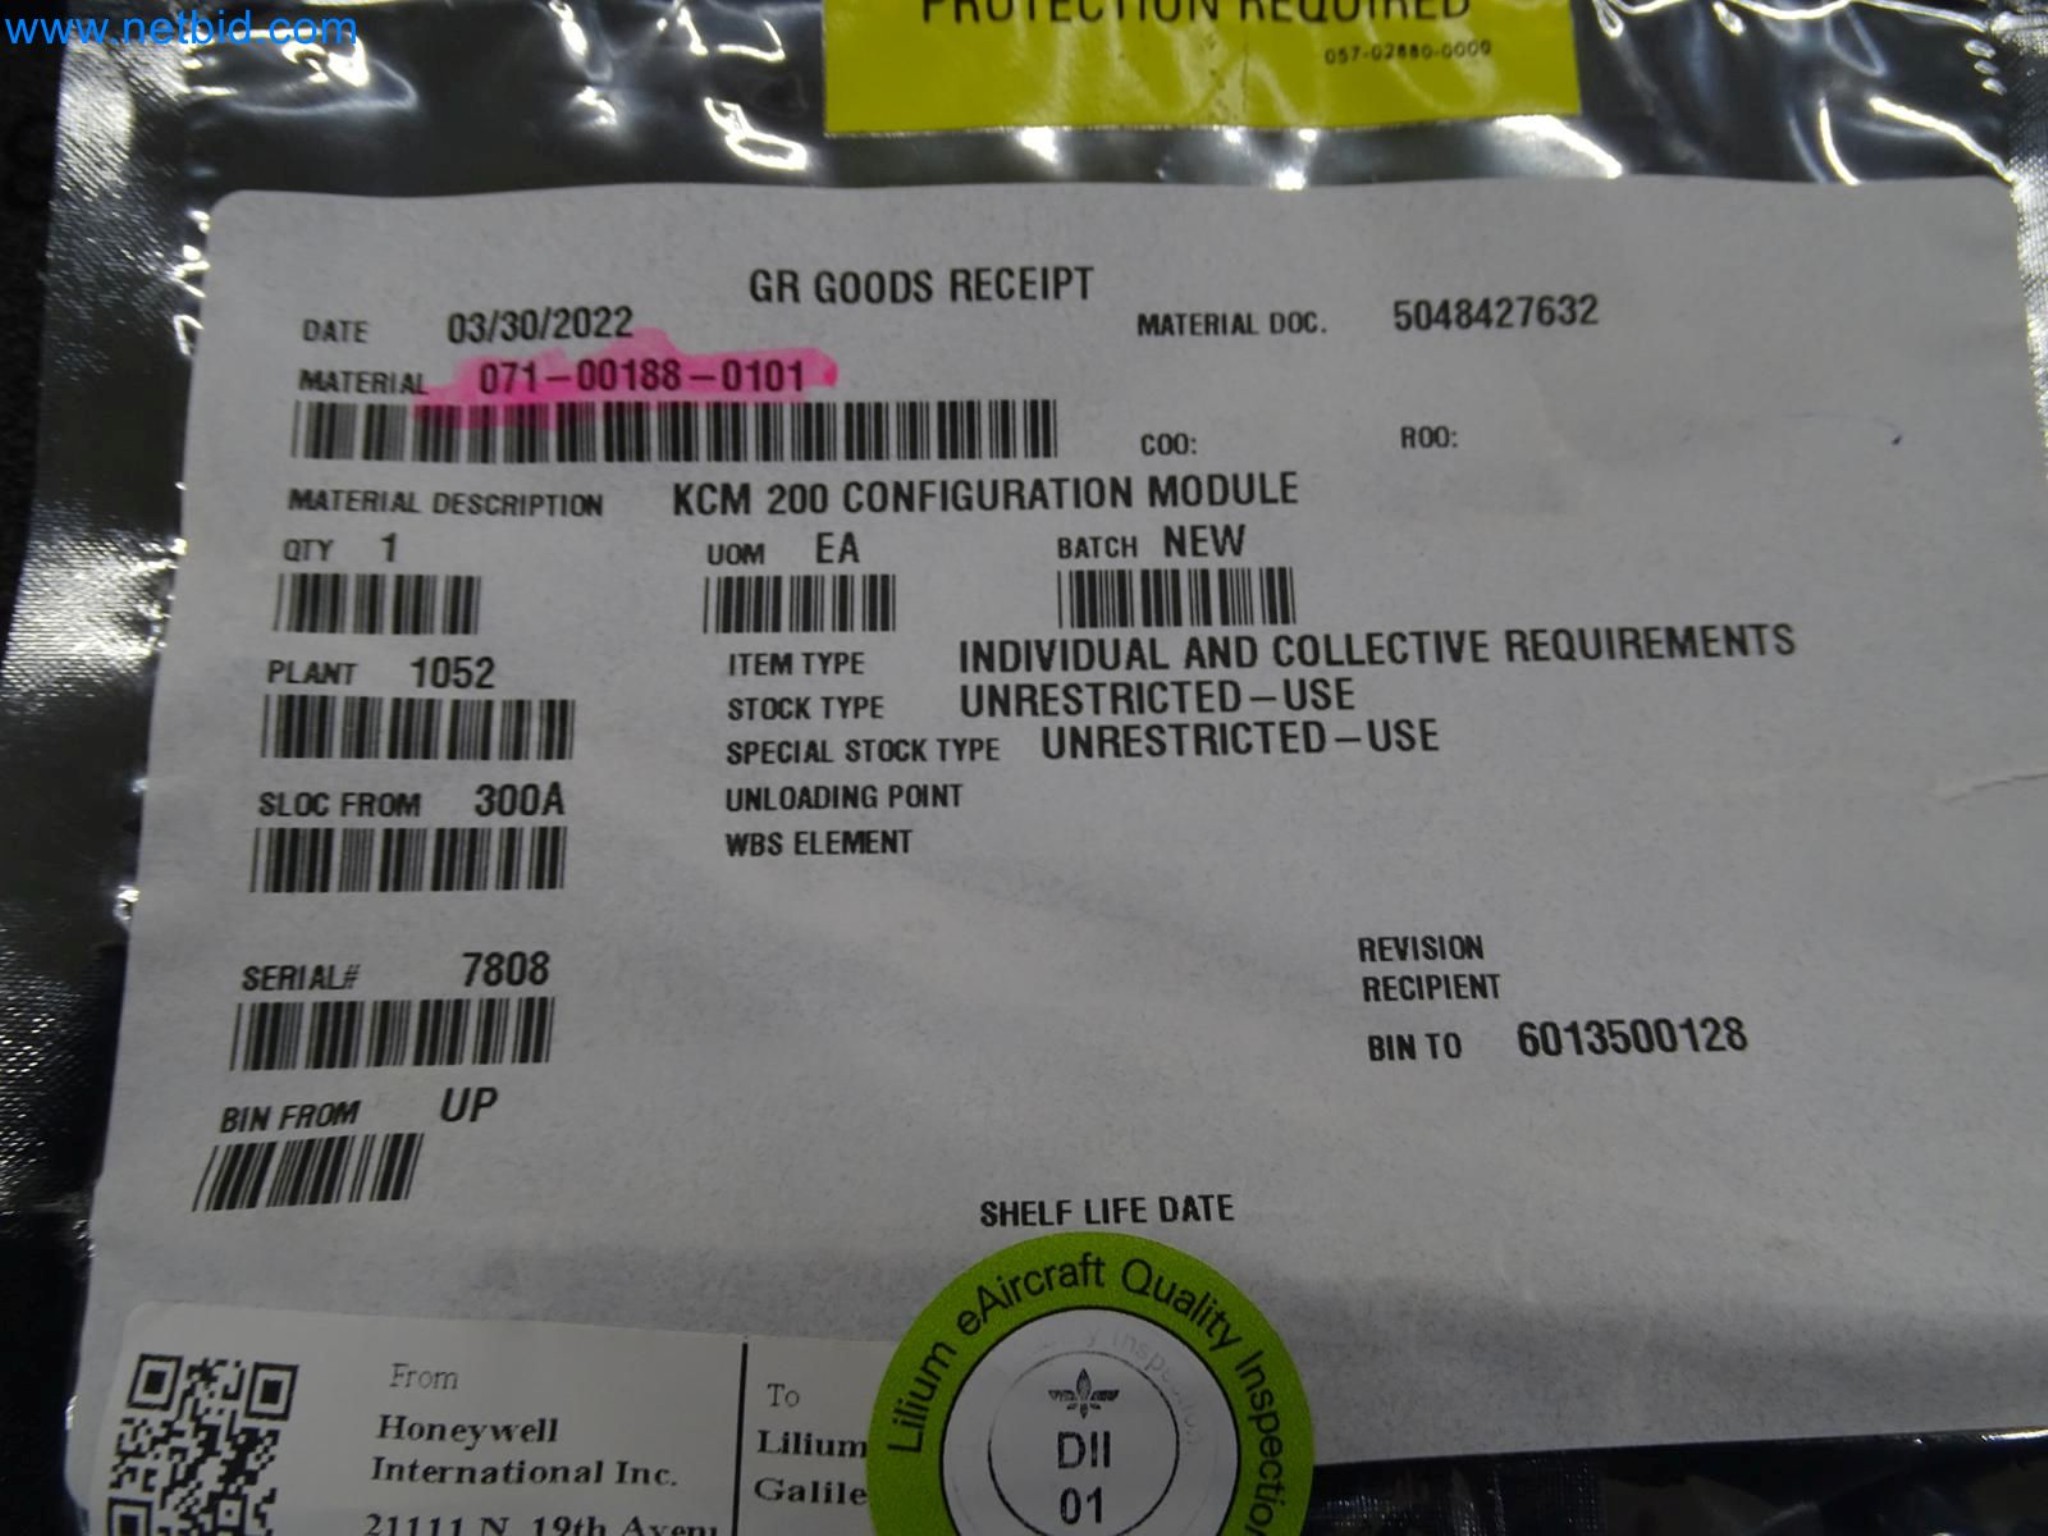 www.netbid.com
PROTECTION REQUIRED
057-02880-0000
GR GOODS RECEIPT
DATE 03/30/2022
MATERIAL DOC. 5048427632
MATERIAL 071-00188-0101
COO: ROO:
MATERIAL DESCRIPTION KCM 200 CONFIGURATION MODULE
QTY 1 UOM EA BATCH NEW
PLANT 1052
ITEM TYPE INDIVIDUAL AND COLLECTIVE REQUIREMENTS
STOCK TYPE UNRESTRICTED-USE
SPECIAL STOCK TYPE UNRESTRICTED-USE
SLOC FROM 300A
UNLOADING POINT
WBS ELEMENT
SERIAL# 7808
REVISION
RECIPIENT
BIN TO 6013500128
BIN FROM UP
SHELF LIFE DATE
Lilium eAircraft Quality Inspection
DII
01
From
Honeywell
International Inc.
21111 N. 19th Avenu
To
Lilium
Galile